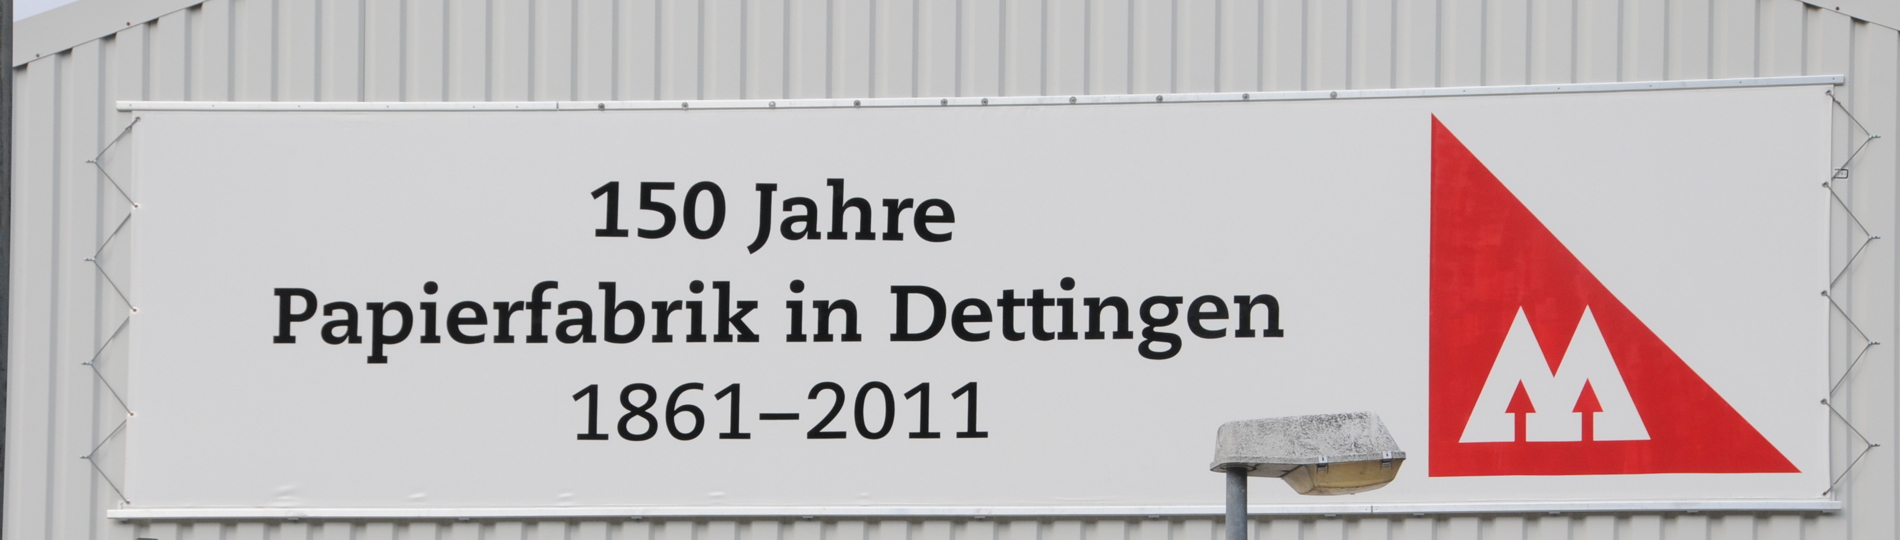 150 Jahre
Papierfabrik in Dettingen
1861–2011